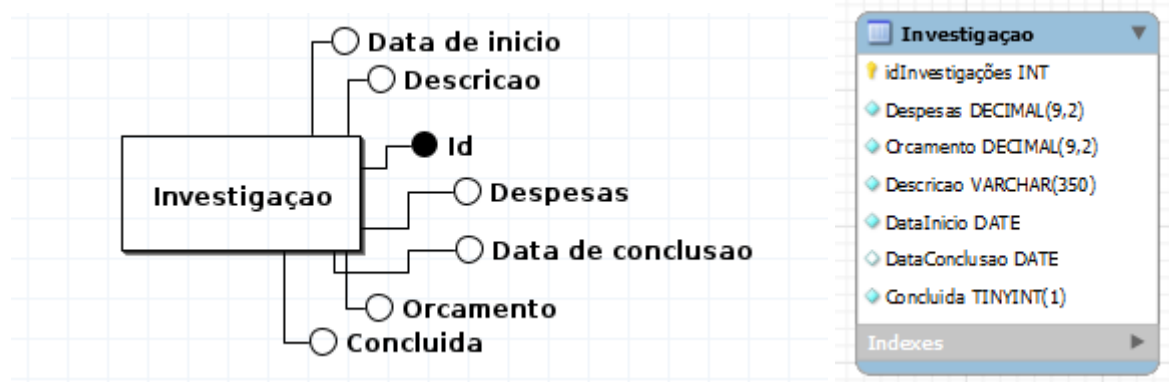 Data de inicio
Descricao
Id
Investigaçao
Despesas
Data de conclusao
Orcamento
Concluida
Investigaçao
idInvestigações INT
Despesas DECIMAL(9,2)
Orcamento DECIMAL(9,2)
Descricao VARCHAR(350)
DataInicio DATE
DataConclusao DATE
Concluida TINYINT(1)
Indexes